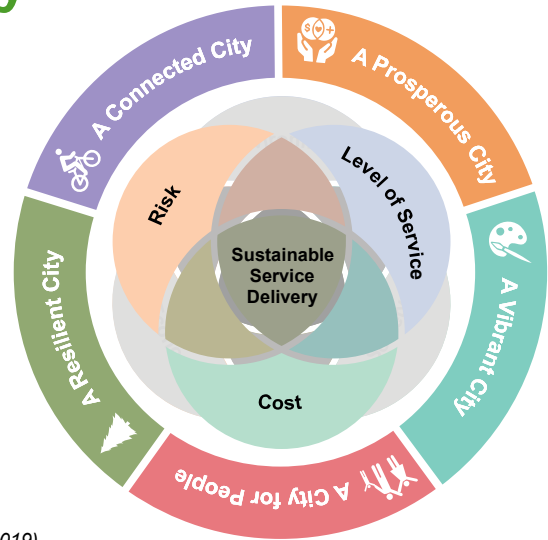 A Connected City
A Prosperous City
A Vibrant City
A City for People
A Resilient City
Risk
Level of Service
Sustainable
Service
Delivery
Cost
019)